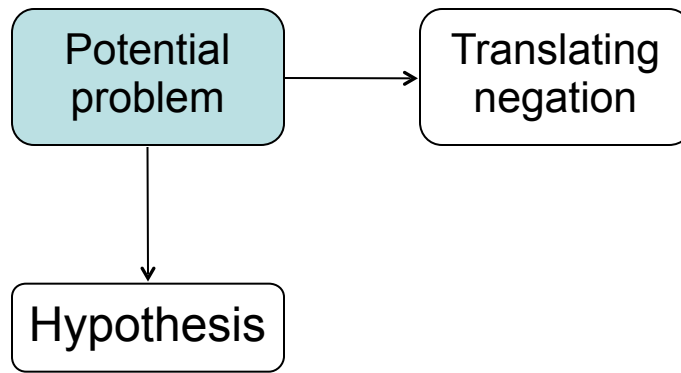 Potential
problem
Translating
negation
Hypothesis